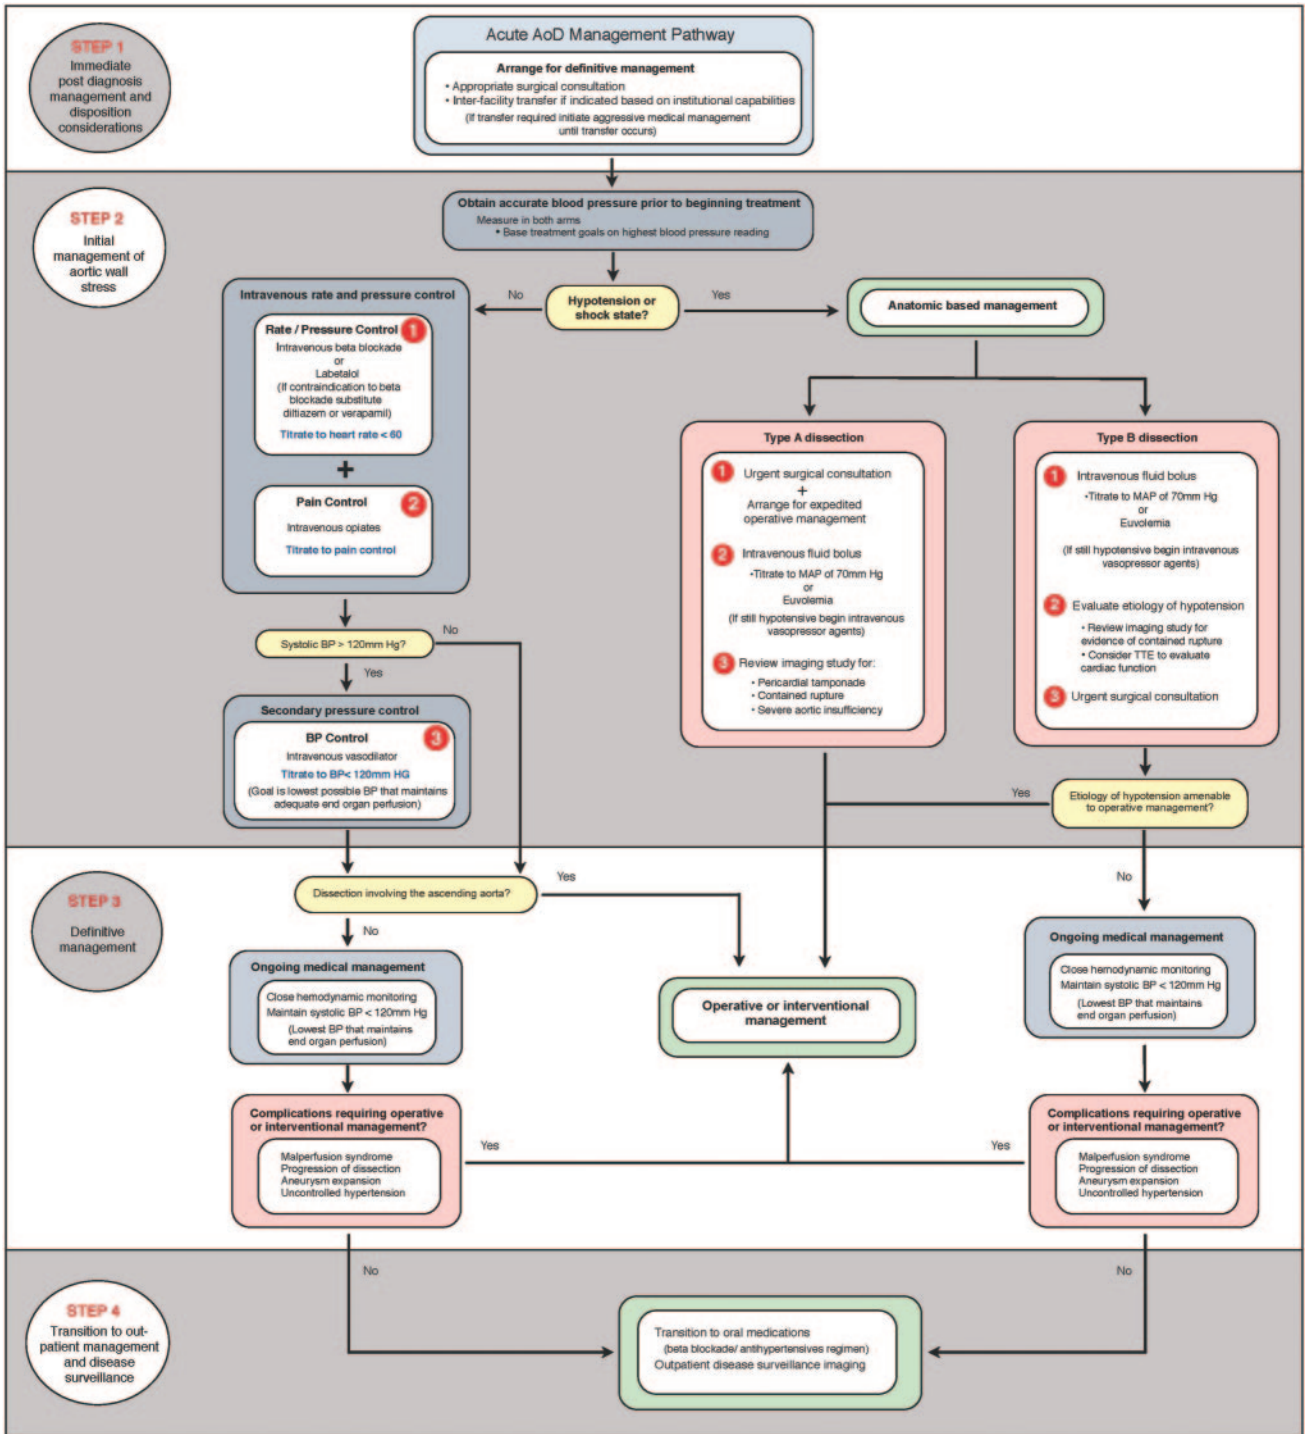 STEP 1
Immediate
post diagnosis
management and
disposition
considerations
Acute AoD Management Pathway
Arrange for definitive management
• Appropriate surgical consultation
• Inter-facility transfer if indicated based on institutional capabilities
(If transfer required initiate aggressive medical management
until transfer occurs)
STEP 2
Initial
management of
aortic wall
stress
Obtain accurate blood pressure prior to beginning treatment
Measure in both arms
• Base treatment goals on highest blood pressure reading
Hypotension or
shock state?
No
Yes
Intravenous rate and pressure control
Rate / Pressure Control
1
Intravenous beta blockade
or
Labetalol
(If contraindication to beta
blockade substitute
diltiazem or verapamil)
Titrate to heart rate < 60
+
Pain Control
2
Intravenous opiates
Titrate to pain control
Systolic BP > 120mm Hg?
No
Yes
Secondary pressure control
BP Control
3
Intravenous vasodilator
Titrate to BP< 120mm HG
(Goal is lowest possible BP that maintains
adequate end organ perfusion)
Anatomic based management
Type A dissection
1 Urgent surgical consultation
+
Arrange for expedited
operative management
2 Intravenous fluid bolus
•Titrate to MAP of 70mm Hg
or
Euvolemia
(If still hypotensive begin intravenous
vasopressor agents)
3 Review imaging study for:
• Pericardial tamponade
• Contained rupture
• Severe aortic insufficiency
Type B dissection
1 Intravenous fluid bolus
•Titrate to MAP of 70mm Hg
or
Euvolemia
(If still hypotensive begin intravenous
vasopressor agents)
2 Evaluate etiology of hypotension
• Review imaging study for
evidence of contained rupture
• Consider TTE to evaluate
cardiac function
3 Urgent surgical consultation
Etiology of hypotension amenable
to operative management?
Yes
No
STEP 3
Definitive
management
Dissection involving the ascending aorta?
Yes
No
Ongoing medical management
Close hemodynamic monitoring
Maintain systolic BP < 120mm Hg
(Lowest BP that maintains
end organ perfusion)
Operative or interventional
management
Ongoing medical management
Close hemodynamic monitoring
Maintain systolic BP < 120mm Hg
(Lowest BP that maintains
end organ perfusion)
Complications requiring operative
or interventional management?
Malperfusion syndrome
Progression of dissection
Aneurysm expansion
Uncontrolled hypertension
Yes
Yes
Complications requiring operative
or interventional management?
Malperfusion syndrome
Progression of dissection
Aneurysm expansion
Uncontrolled hypertension
No
No
STEP 4
Transition to out-
patient management
and disease
surveillance
Transition to oral medications
(beta blockade/ antihypertensives regimen)
Outpatient disease surveillance imaging